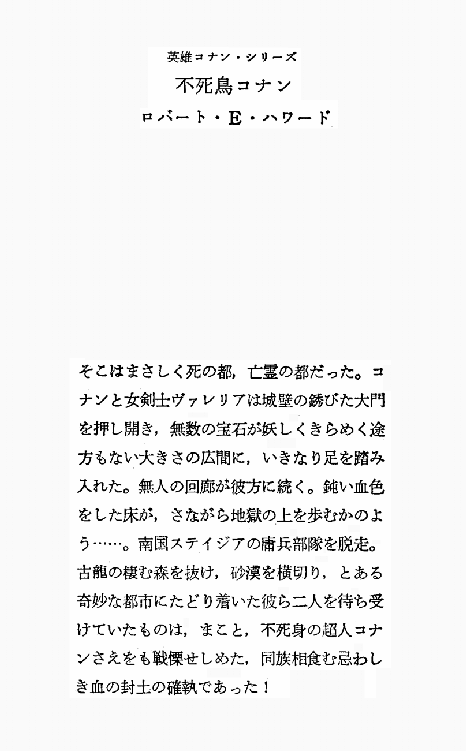 英雄コナン・シリーズ
不死鳥コナン
ロバート・E・ハワード
そこはまさしく死の都，亡霊の都だった。コ
ナンと女剣士ヴァレリアは城壁の錆びた大門
を押し開き，無数の宝石が妖しくきらめく途
方もない大きさの広間に，いきなり足を踏み
入れた。無人の回廊が彼方に続く。鈍い血色
をした床が，さながら地獄の上を歩むかのよ
う……。南国ステイジアの庸兵部隊を脱走。
古龍の棲む森を抜け，砂漠を横切り，とある
奇妙な都市にたどり着いた彼ら二人を待ち受
けていたものは，まこと，不死身の超人コナ
ンさえをも戦慄せしめた，同族相食む忌わし
き血の封土の確執であった！